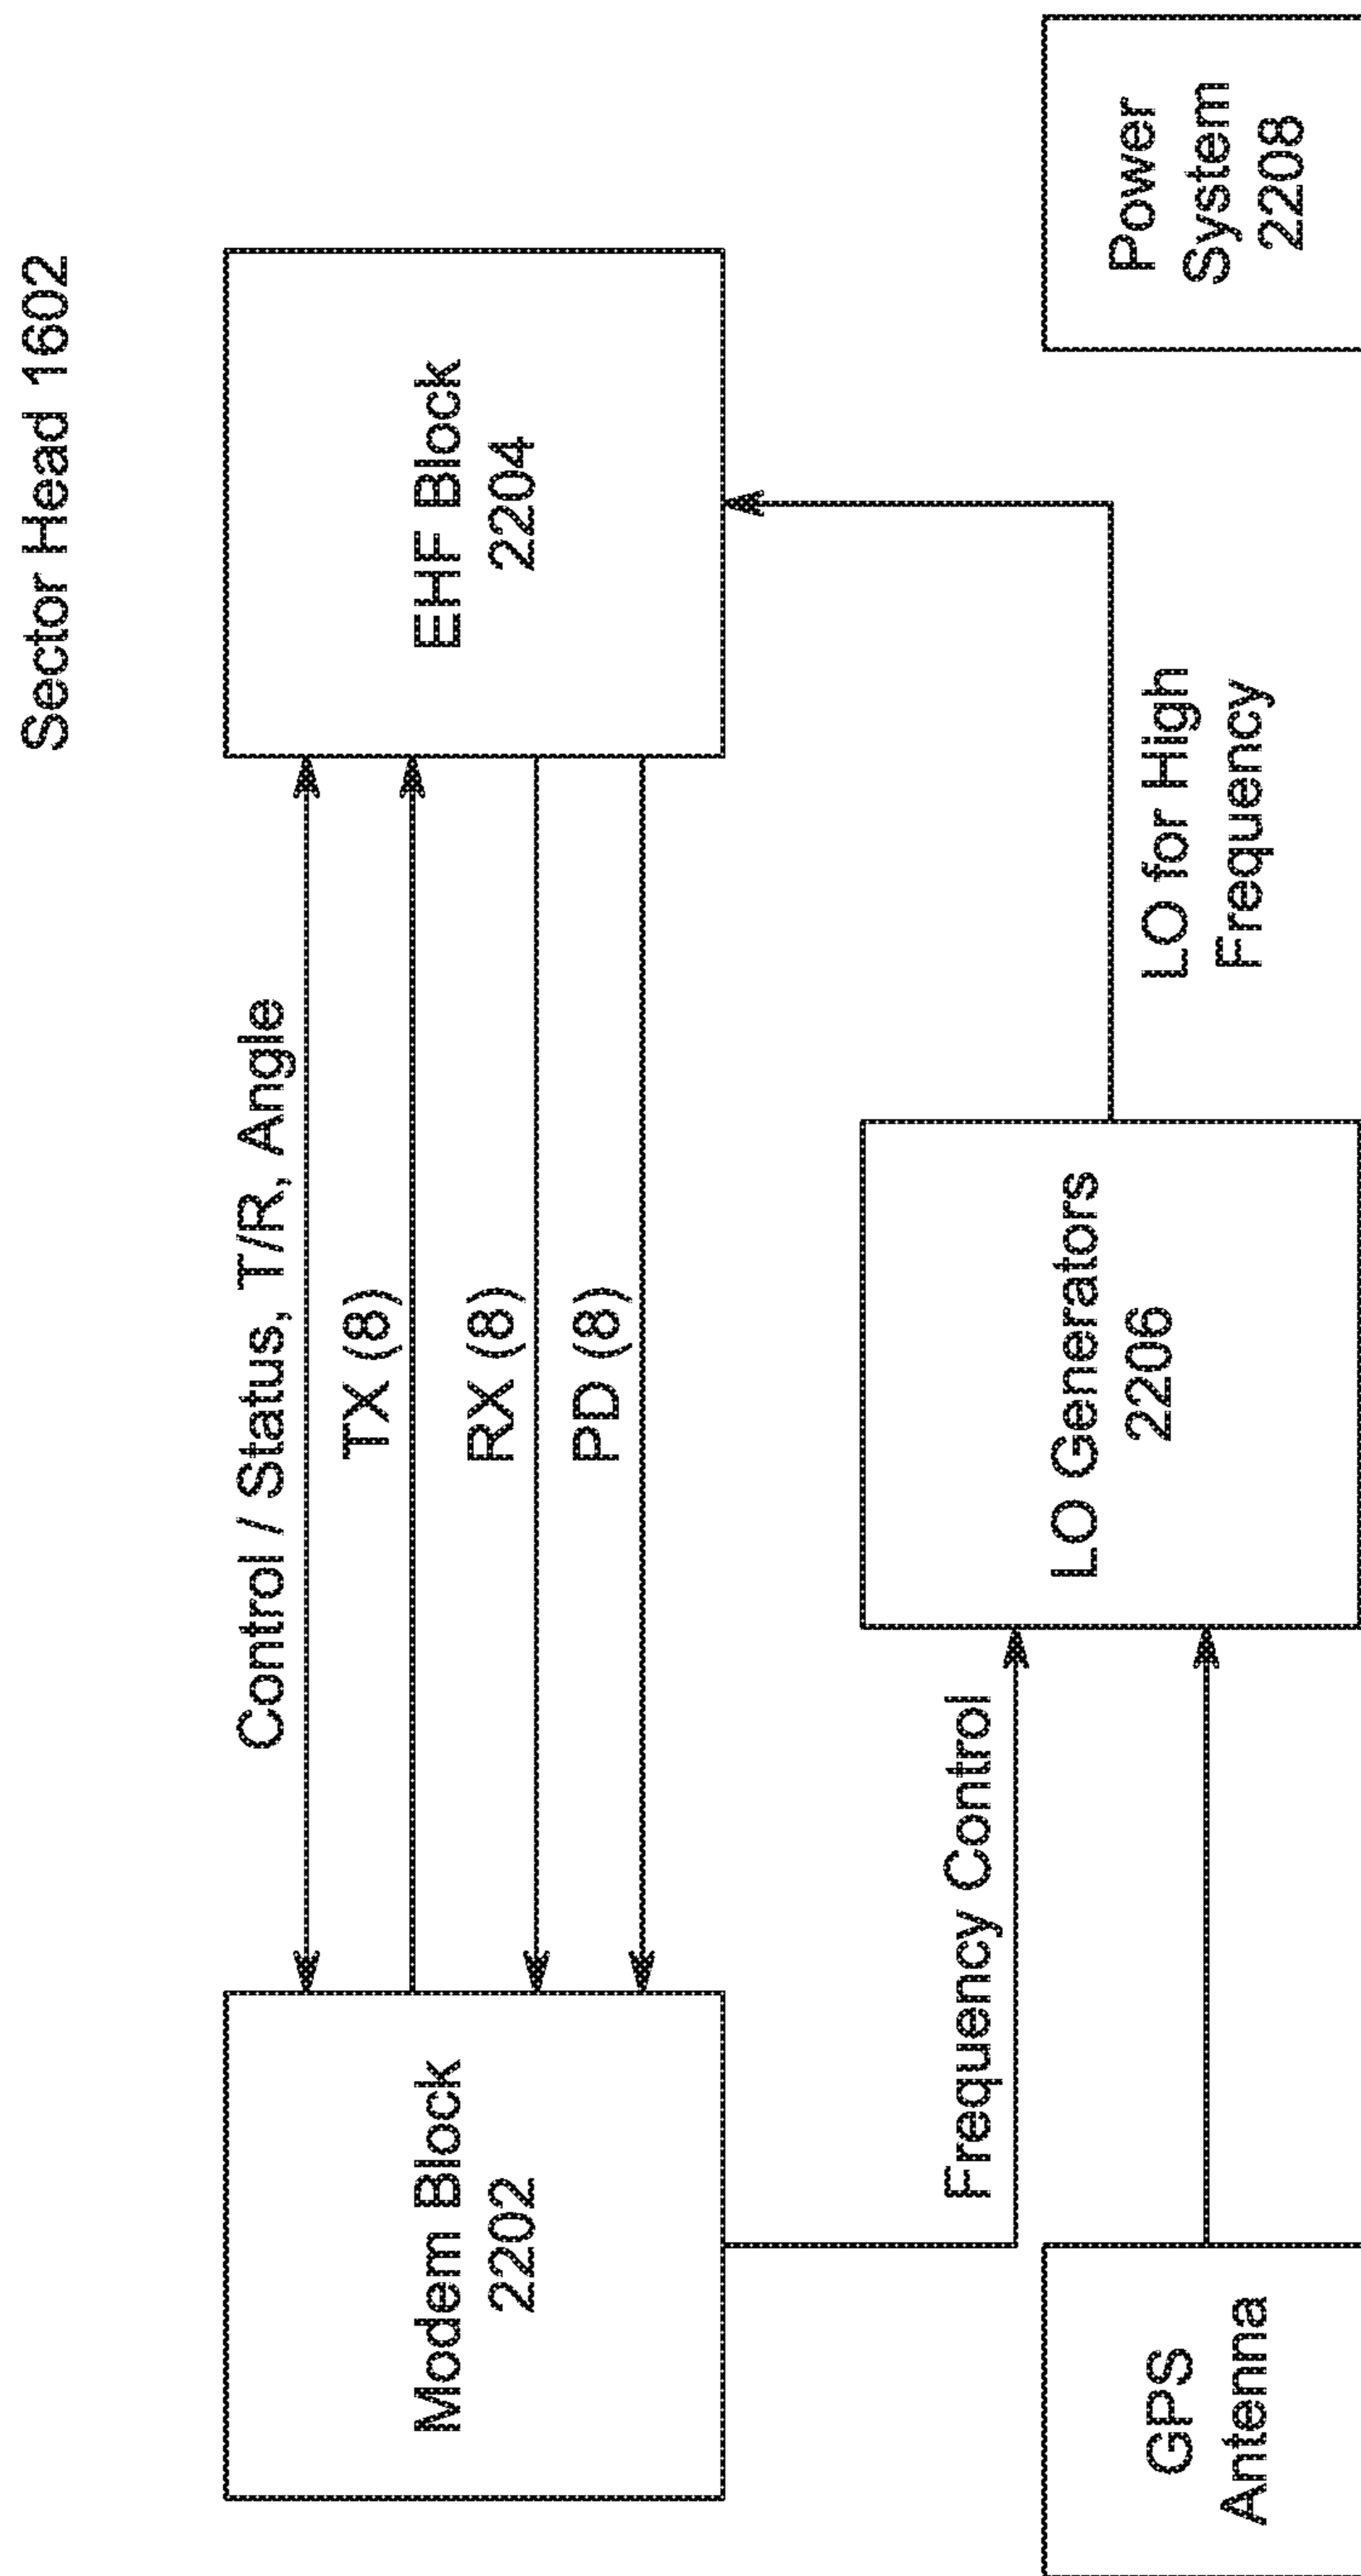 Sector Head 1602
Control / Status, T/R, Angle
TX (8)
RX (8)
PD (8)
Modem Block
2202
EHF Block
2204
Frequency Control
LO Generators
2206
LO for High
Frequency
GPS
Antenna
Power
System
2208